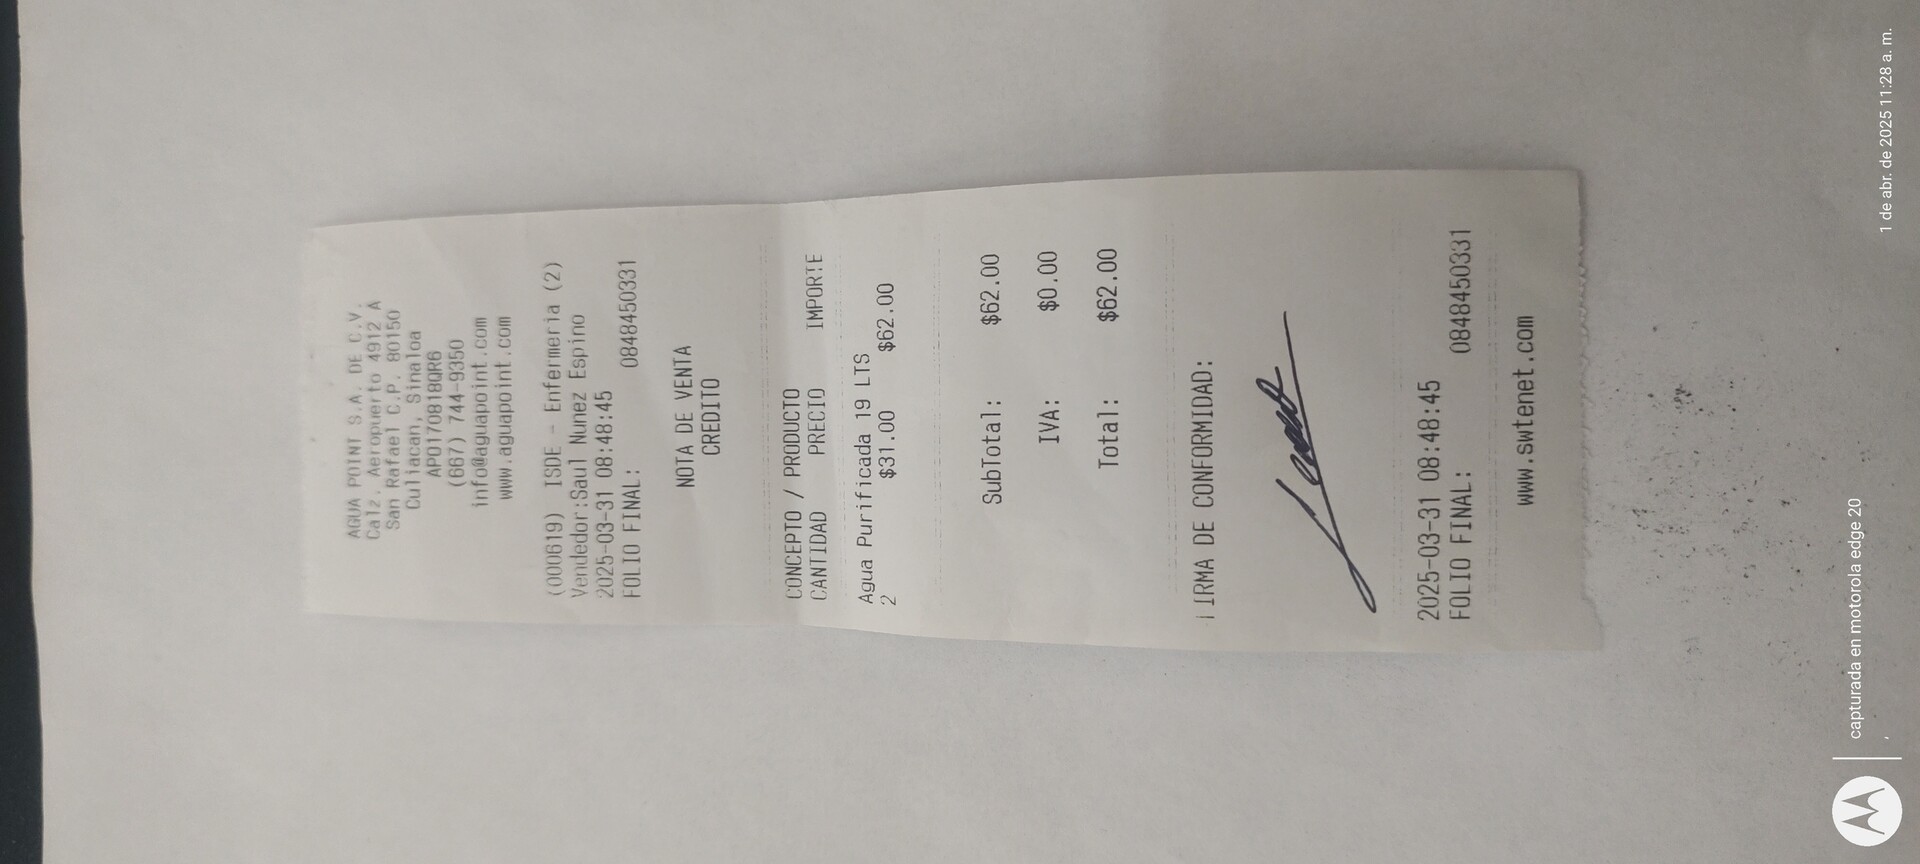 AGUA POINT S.A. DE C.V.
Calz. Aeropuerto 4912 A
San Rafael C.P. 80150
Culiacan, Sinaloa
APO170818QR6
(667) 744-9350
info@aguapoint.com
www.aguapoint.com
(000619) ISDE - Enfermeria (2)
Vendedor:Saul Nunez Espino
2025-03-31 08:48:45
FOLIO FINAL: 0848450331
NOTA DE VENTA
CREDITO
CONCEPTO / PRODUCTO
CANTIDAD PRECIO IMPORTE
Agua Purificada 19 LTS
2 $31.00 $62.00
SubTotal: $62.00
IVA: $0.00
Total: $62.00
FIRMA DE CONFORMIDAD:
2025-03-31 08:48:45
FOLIO FINAL: 0848450331
www.swtenet.com
capturada en motorola edge 20
,
1 de abr. de 2025 11:28 a. m.